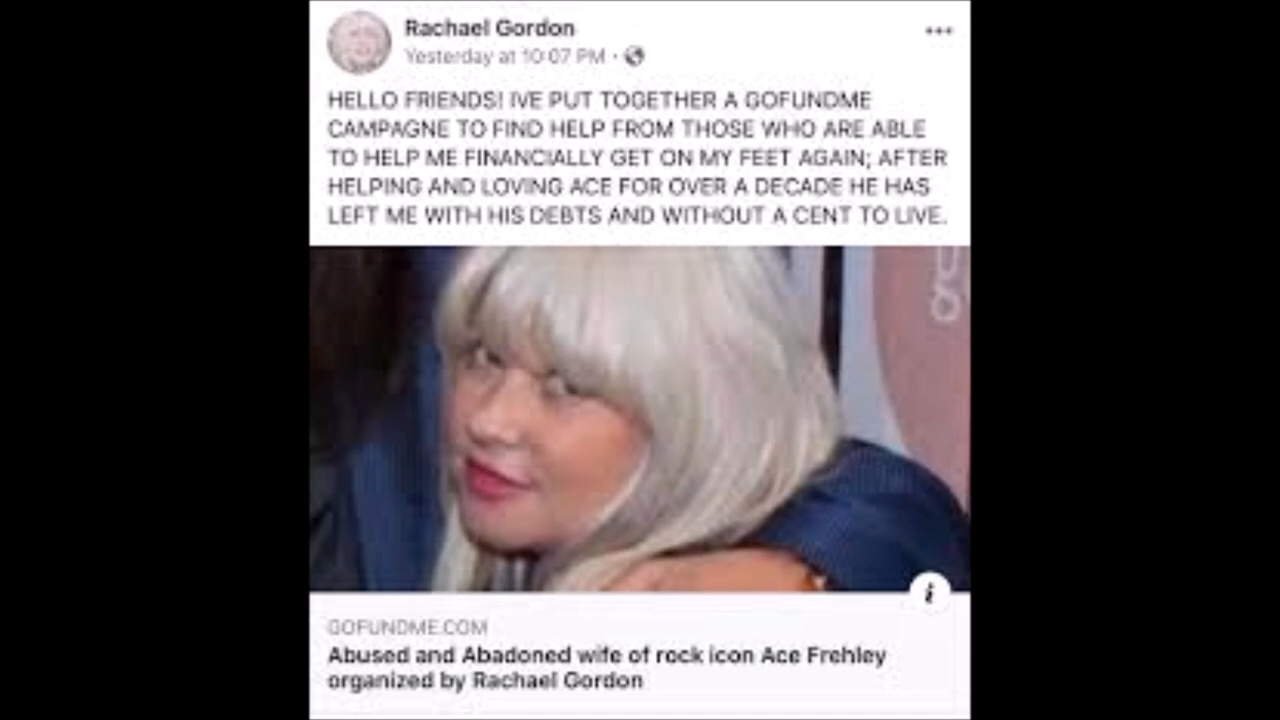 Rachael Gordon
Yesterday at 10:07 PM ·
HELLO FRIENDS! IVE PUT TOGETHER A GOFUNDME
CAMPAGNE TO FIND HELP FROM THOSE WHO ARE ABLE
TO HELP ME FINANCIALLY GET ON MY FEET AGAIN; AFTER
HELPING AND LOVING ACE FOR OVER A DECADE HE HAS
LEFT ME WITH HIS DEBTS AND WITHOUT A CENT TO LIVE.
i
GOFUNDME.COM
Abused and Abadoned wife of rock icon Ace Frehley
organized by Rachael Gordon